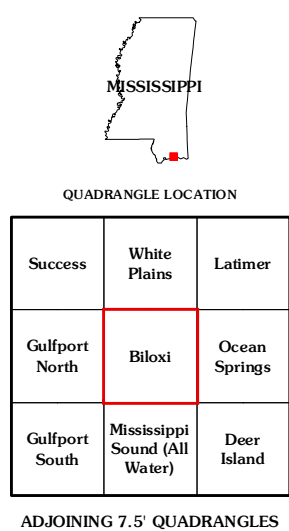 MISSISSIPPI
QUADRANGLE LOCATION
Success
White
Plains
Latimer
Gulfport
North
Biloxi
Ocean
Springs
Gulfport
South
Mississippi
Sound (All
Water)
Deer
Island
ADJOINING 7.5' QUADRANGLES